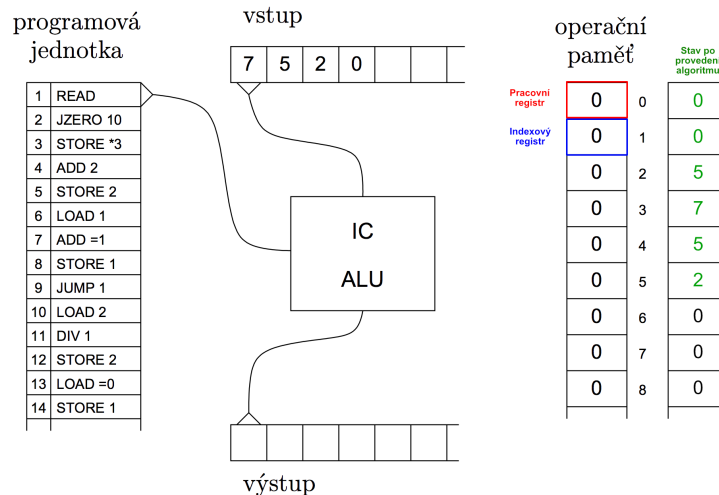 programová
jednotka
1 READ
2 JZERO 10
3 STORE *3
4 ADD 2
5 STORE 2
6 LOAD 1
7 ADD =1
8 STORE 1
9 JUMP 1
10 LOAD 2
11 DIV 1
12 STORE 2
13 LOAD =0
14 STORE 1
vstup
7 5 2 0
IC
ALU
výstup
operační
paměť
Stav po
provedení
algoritmu
Pracovní
registr
0 0 0
Indexový
registr
0 1 0
0 2 5
0 3 7
0 4 5
0 5 2
0 6 0
0 7 0
0 8 0